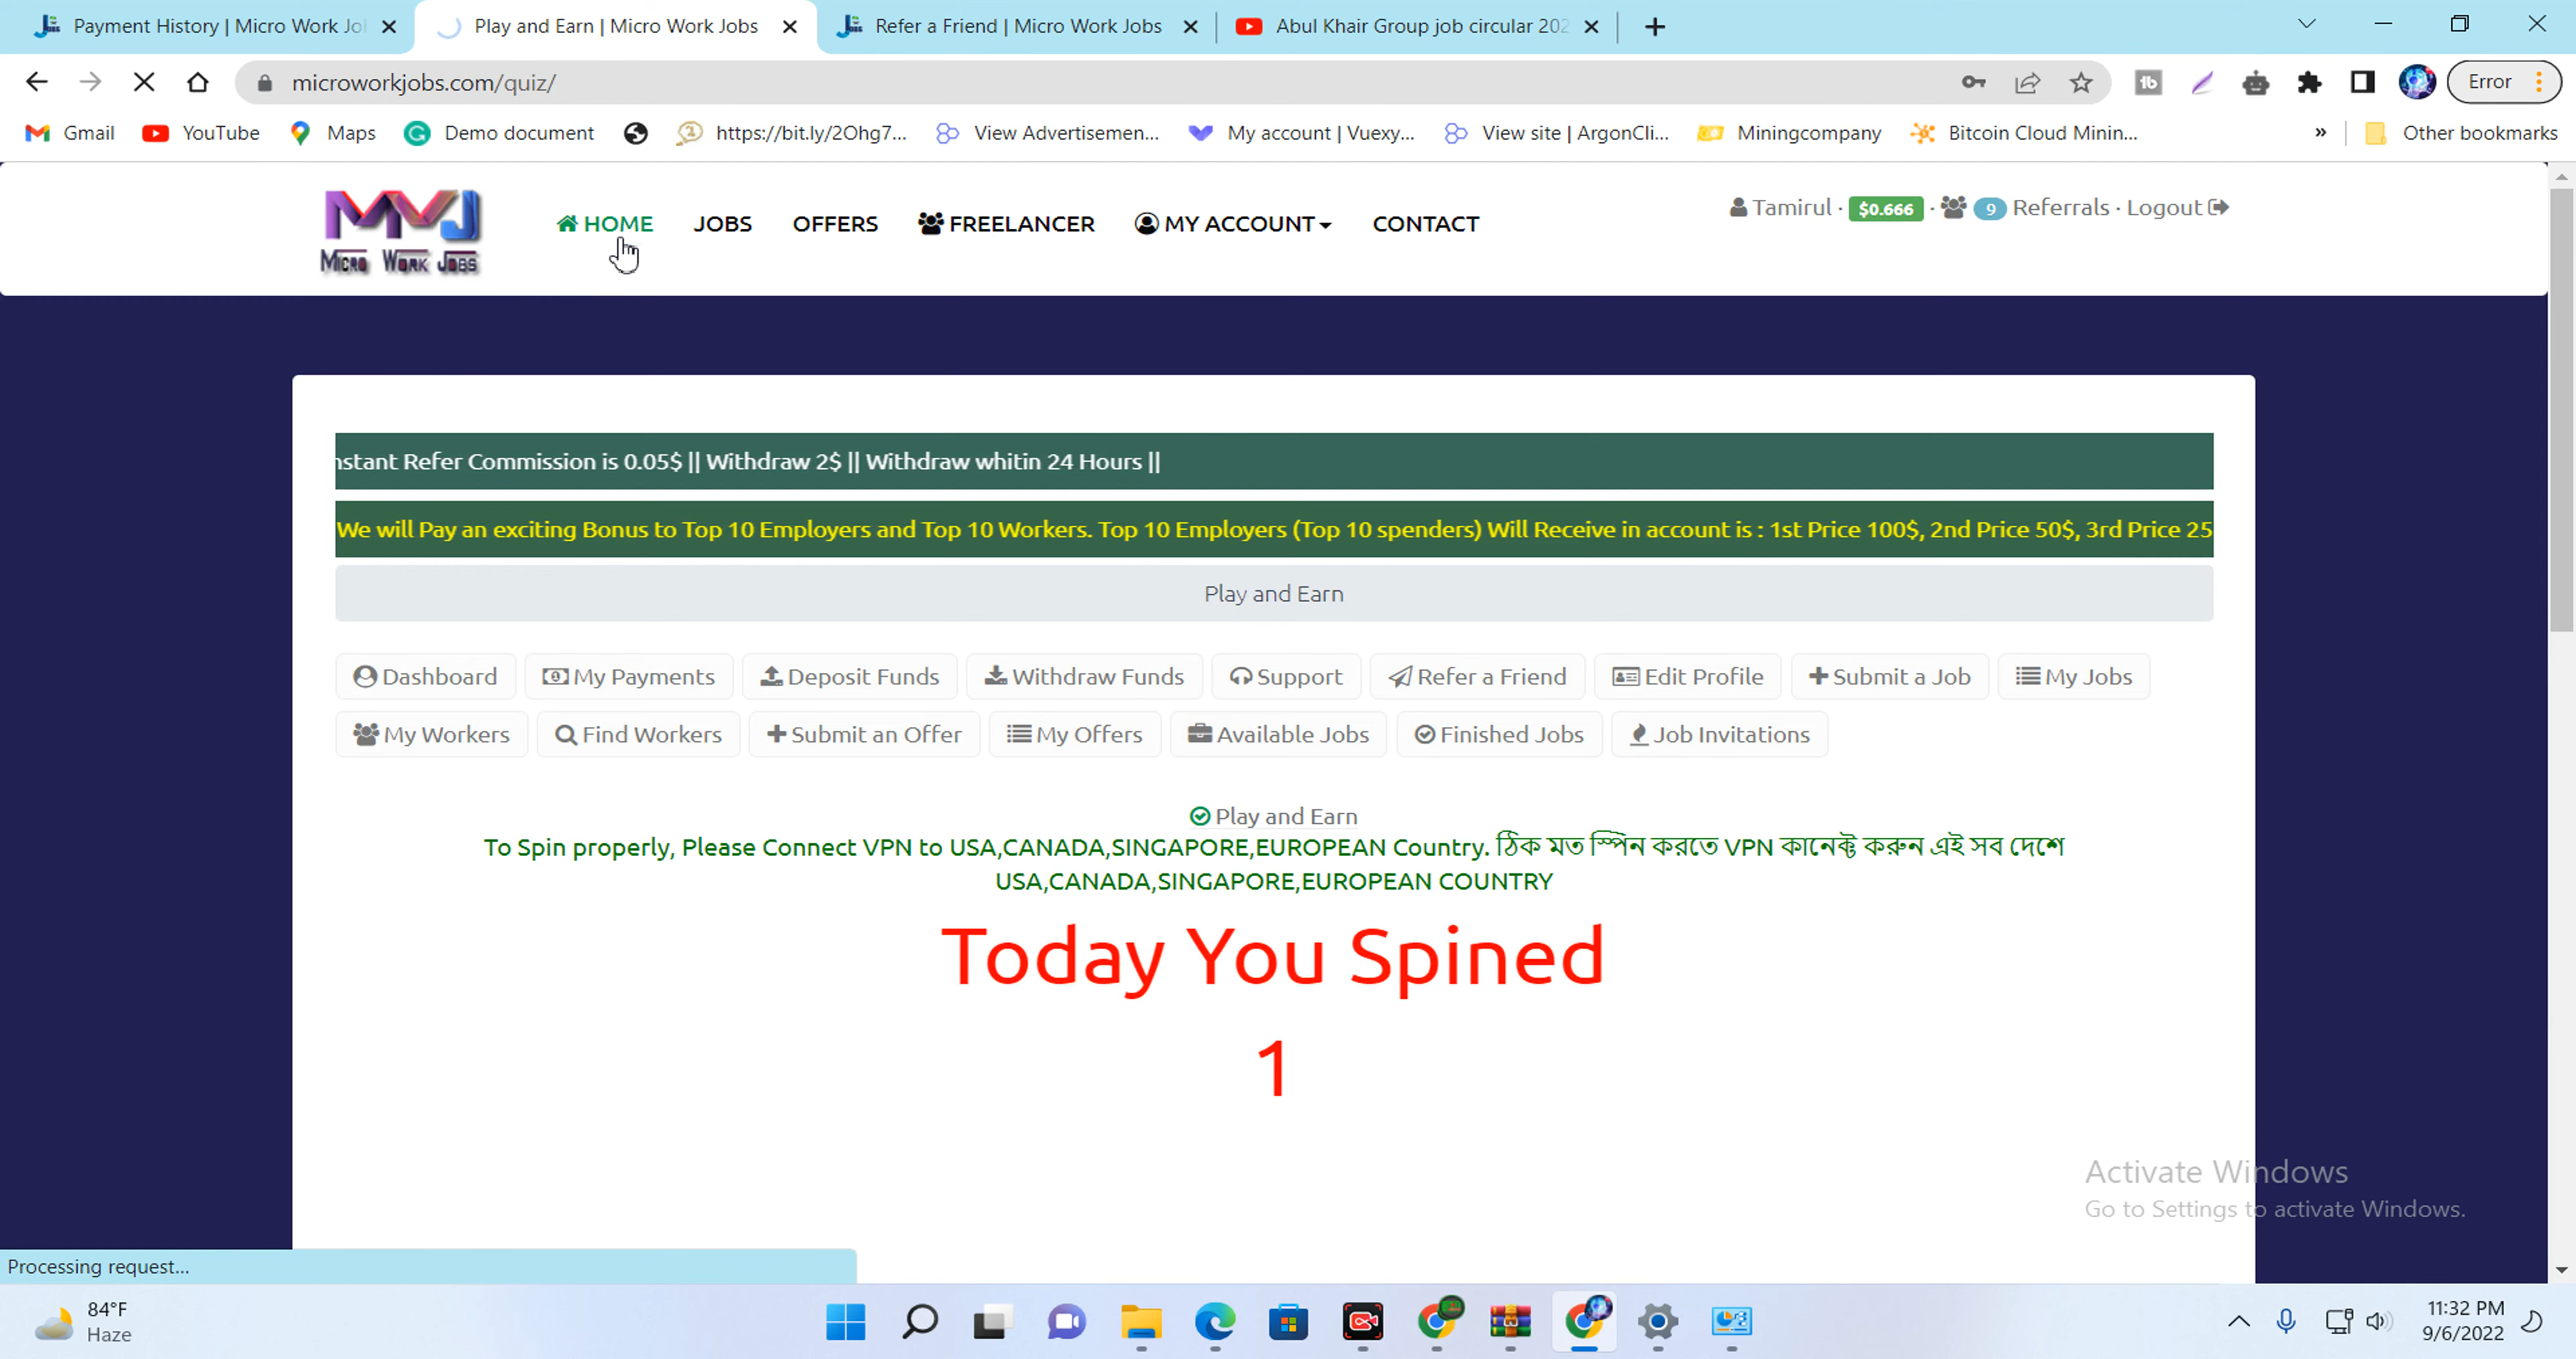 Payment History | Micro Work Jo
Play and Earn | Micro Work Jobs
Refer a Friend | Micro Work Jobs
Abul Khair Group job circular 202
microworkjobs.com/quiz/
Error
Gmail
YouTube
Maps
Demo document
https://bit.ly/2Ohg7...
View Advertisemen...
My account | Vuexy...
View site | ArgonCli...
Miningcompany
Bitcoin Cloud Minin...
»
Other bookmarks
MWJ
Micro Work Jobs
HOME
JOBS
OFFERS
FREELANCER
MY ACCOUNT
CONTACT
Tamirul · $0.666 · 9 Referrals · Logout
nstant Refer Commission is 0.05$ || Withdraw 2$ || Withdraw whitin 24 Hours ||
We will Pay an exciting Bonus to Top 10 Employers and Top 10 Workers. Top 10 Employers (Top 10 spenders) Will Receive in account is : 1st Price 100$, 2nd Price 50$, 3rd Price 25
Play and Earn
Dashboard
My Payments
Deposit Funds
Withdraw Funds
Support
Refer a Friend
Edit Profile
Submit a Job
My Jobs
My Workers
Find Workers
Submit an Offer
My Offers
Available Jobs
Finished Jobs
Job Invitations
Play and Earn
To Spin properly, Please Connect VPN to USA,CANADA,SINGAPORE,EUROPEAN Country. ঠিক মত স্পিন করতে VPN কানেক্ট করুন এই সব দেশে
USA,CANADA,SINGAPORE,EUROPEAN COUNTRY
Today You Spined
1
Activate Windows
Go to Settings to activate Windows.
Processing request...
84°F
Haze
11:32 PM
9/6/2022